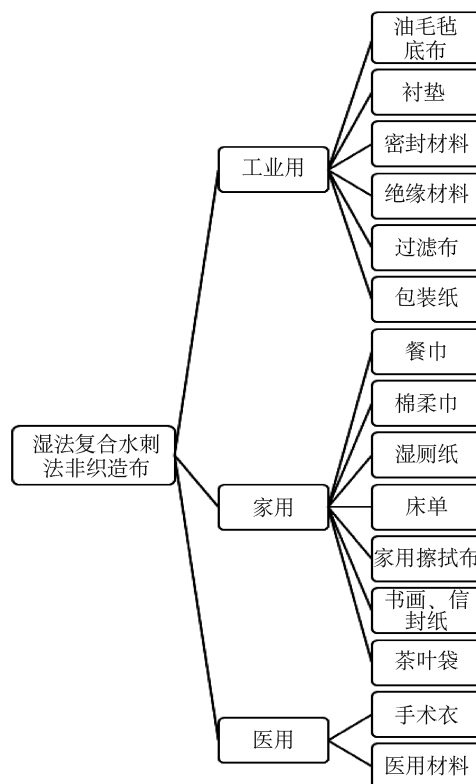 油毛毡
底布
衬垫
密封材料
工业用
绝缘材料
过滤布
包装纸
餐巾
棉柔巾
湿法复合水刺
法非织造布
湿厕纸
家用
床单
家用擦拭布
书画、信
封纸
茶叶袋
手术衣
医用
医用材料